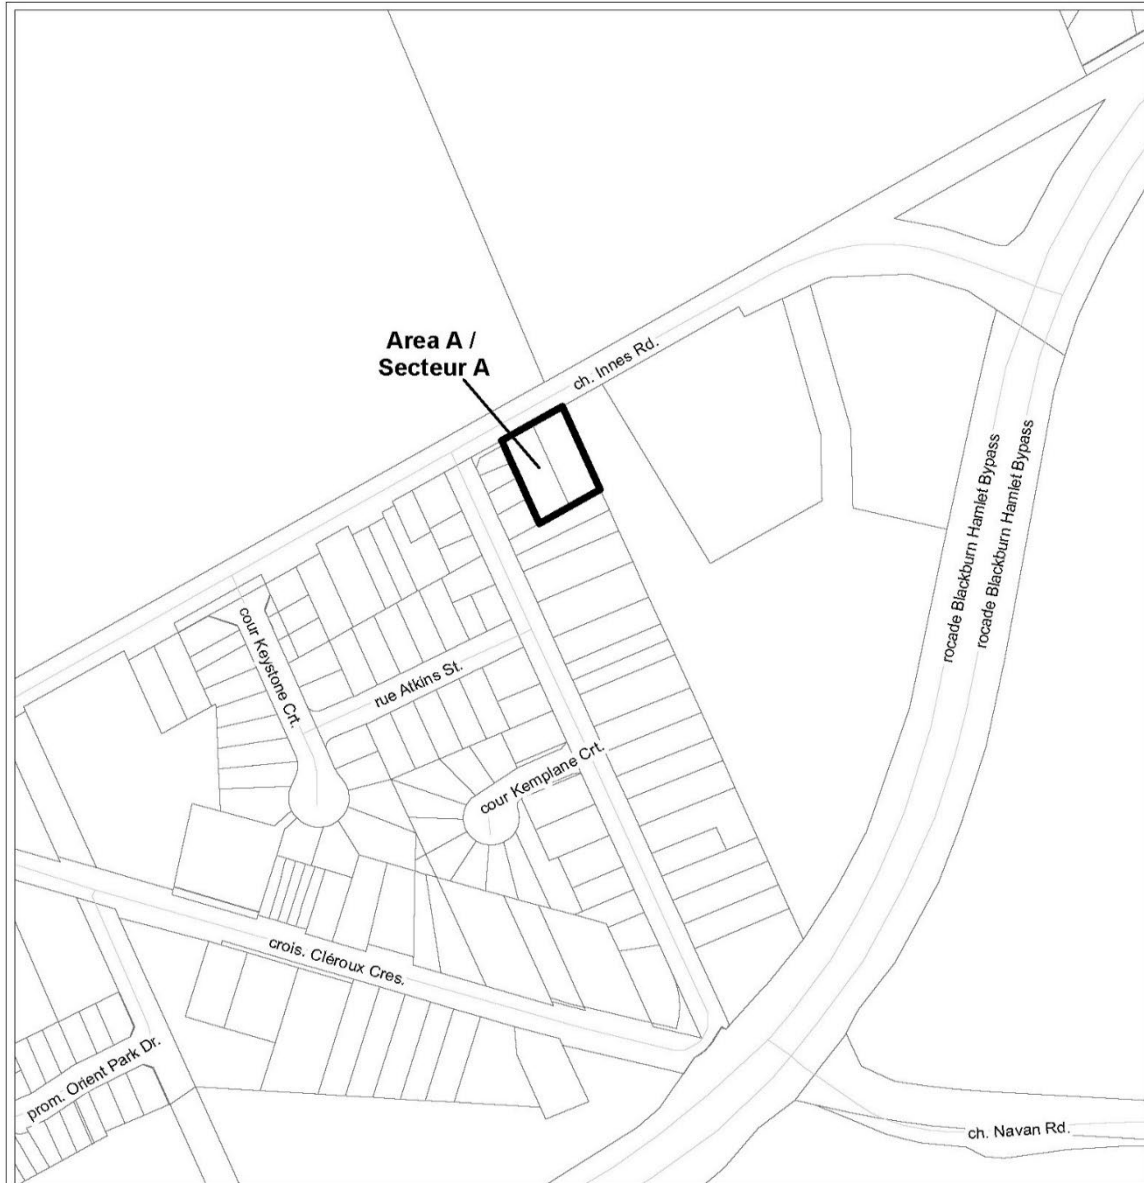 Area A /
Secteur A
ch. Innes Rd.
rocade Blackburn Hamlet Bypass
rocade Blackburn Hamlet Bypass
cour Keystone Crt.
rue Atkins St.
cour Kemplane Crt.
crois. Cléroux Cres.
prom. Orient Park Dr.
ch. Navan Rd.